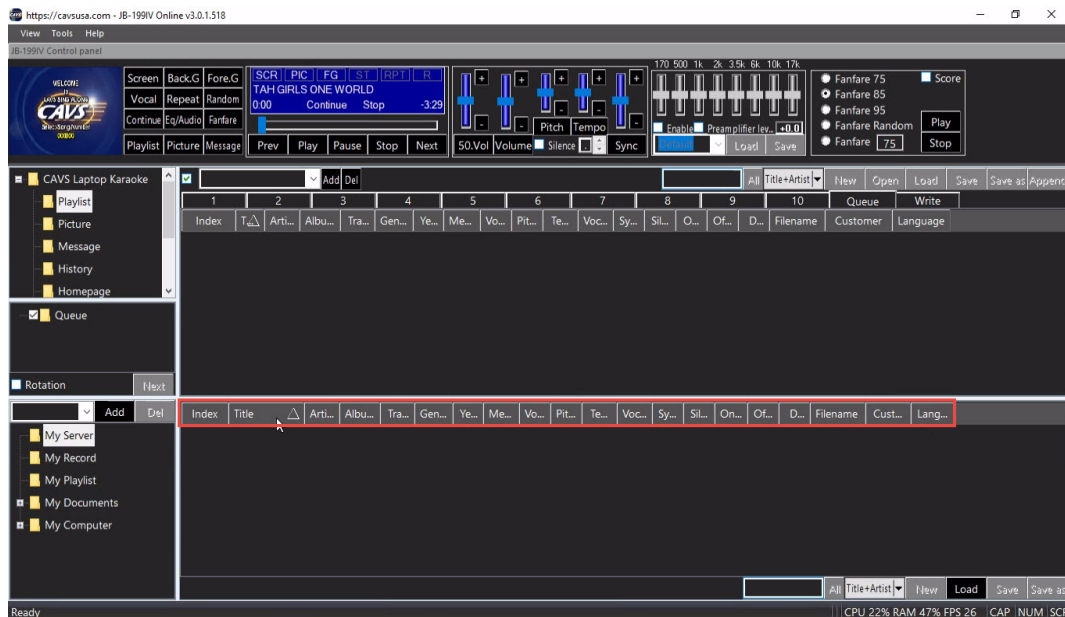 https://cavsusa.com - JB-199IV Online v3.0.1.518
View Tools Help
JB-199IV Control panel
WELCOME
CAVS
Screen Back.G Fore.G
Vocal Repeat Random
Continue Eq/Audio Fanfare
Playlist Picture Message
SCR PIC FG ST RPT R
TAH GIRLS ONE WORLD
0:00 Continue Stop -3:29
Prev Play Pause Stop Next
+ + + + +
- - - - -
Pitch Tempo
50.Vol Volume Silence . Sync
170 500 1k 2k 3.5k 6k 10k 17k
Enable Preamplifier lev... +0.0
Default Load Save
Fanfare 75 Score
Fanfare 85
Fanfare 95
Fanfare Random Play
Fanfare 75 Stop
CAVS Laptop Karaoke
Playlist
Picture
Message
History
Homepage
Add Del All Title+Artist New Open Load Save Save as Append
1 2 3 4 5 6 7 8 9 10 Queue Write
Index T... Arti... Albu... Tra... Gen... Ye... Me... Vo... Pit... Te... Voc... Sy... Sil... O... Of... D... Filename Customer Language
Queue
Rotation Next
Add Del
My Server
My Record
My Playlist
My Documents
My Computer
Index Title Arti... Albu... Tra... Gen... Ye... Me... Vo... Pit... Te... Voc... Sy... Sil... On... Of... D... Filename Cust... Lang...
All Title+Artist New Load Save Save as
Ready CPU 22% RAM 47% FPS 26 CAP NUM SCR